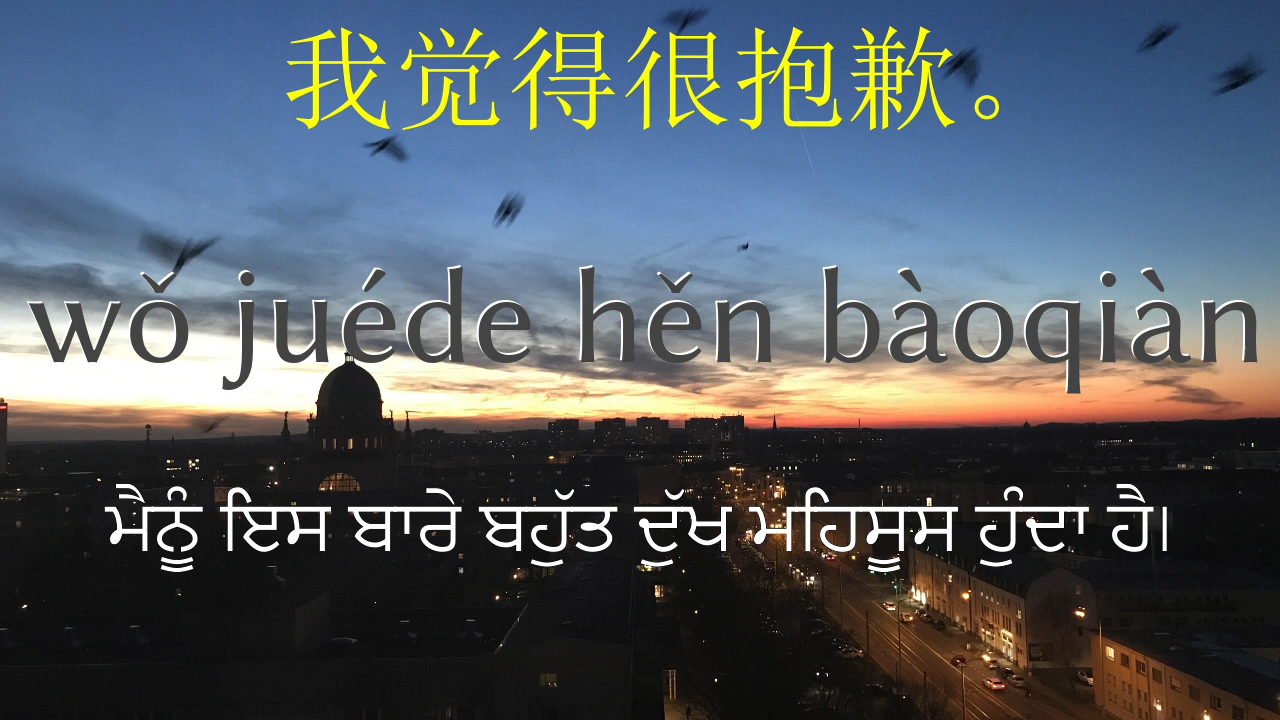 我觉得很抱歉。
wǒ juéde hěn bàoqiàn
ਮੈਨੂੰ ਇਸ ਬਾਰੇ ਬਹੁੱਤ ਦੁੱਖ ਮਹਿਸੂਸ ਹੁੰਦਾ ਹੈ।